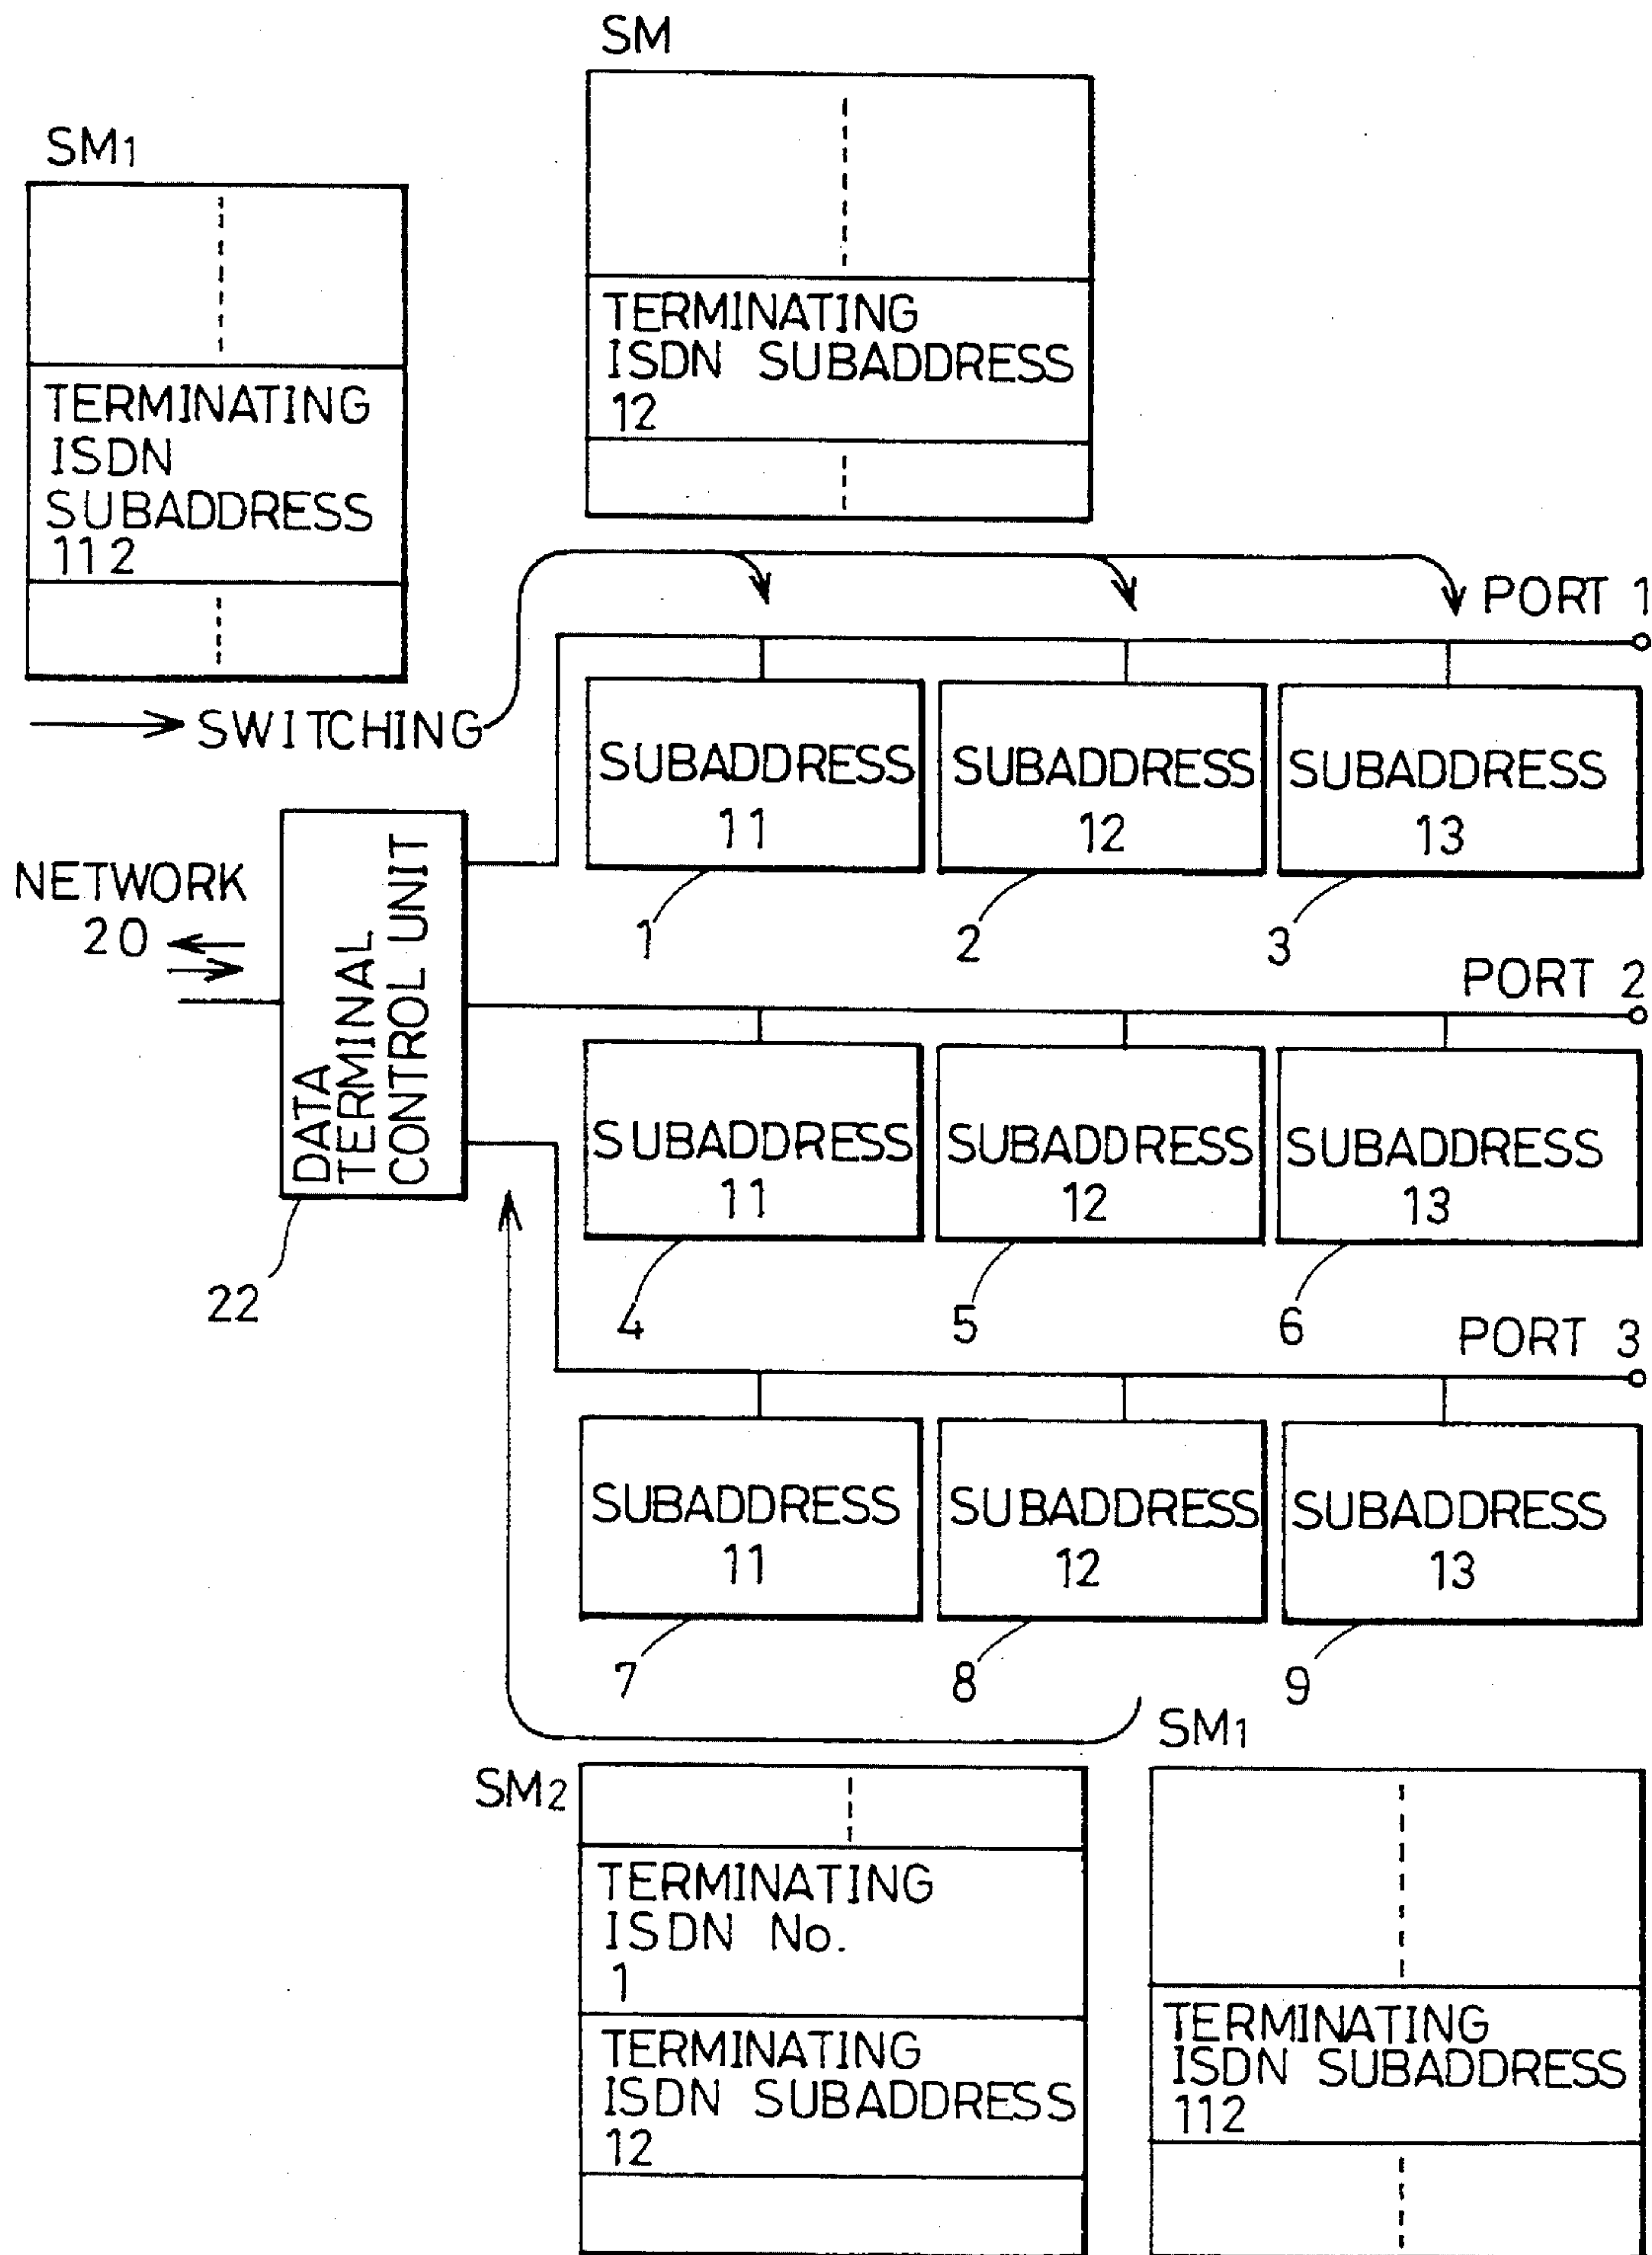 SM
SM1
TERMINATING
ISDN SUBADDRESS
12
TERMINATING
ISDN
SUBADDRESS
112
PORT 1
SWITCHING
SUBADDRESS
11
SUBADDRESS
12
SUBADDRESS
13
NETWORK
20
DATA
TERMINAL
CONTROL UNIT
1
2
3
PORT 2
SUBADDRESS
11
SUBADDRESS
12
SUBADDRESS
13
22
4
5
6
PORT 3
SUBADDRESS
11
SUBADDRESS
12
SUBADDRESS
13
7
8
9
SM1
SM2
TERMINATING
ISDN No.
1
TERMINATING
ISDN SUBADDRESS
12
TERMINATING
ISDN SUBADDRESS
112